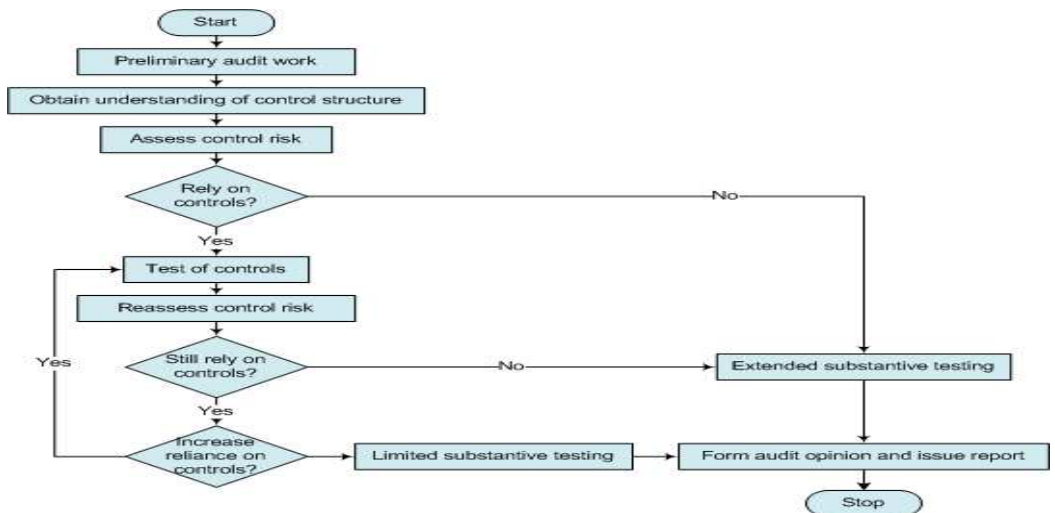 Start
Preliminary audit work
Obtain understanding of control structure
Assess control risk
Rely on
controls?
No
Yes
Test of controls
Reassess control risk
Yes
Still rely on
controls?
No
Extended substantive testing
Yes
Increase
reliance on
controls?
Limited substantive testing
Form audit opinion and issue report
Stop